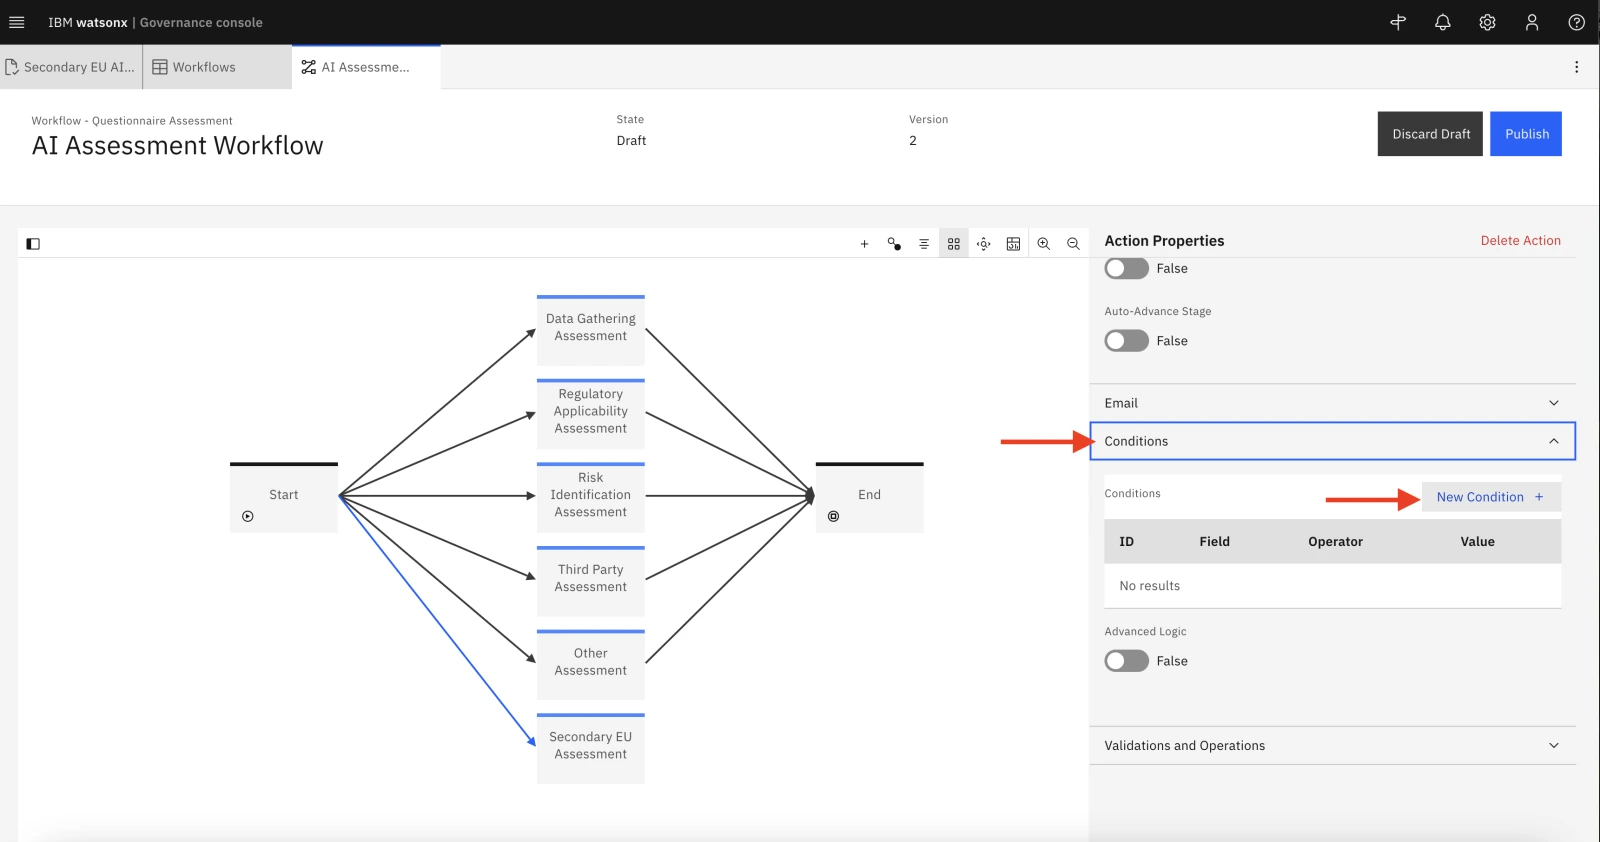 IBM watsonx | Governance console
Secondary EU AI...
Workflows
AI Assessme...
Workflow - Questionnaire Assessment
AI Assessment Workflow
State
Draft
Version
2
Discard Draft
Publish
Data Gathering
Assessment
Regulatory
Applicability
Assessment
Risk
Identification
Assessment
Third Party
Assessment
Other
Assessment
Secondary EU
Assessment
Start
End
Action Properties
Delete Action
False
Auto-Advance Stage
False
Email
Conditions
Conditions
New Condition +
ID Field Operator Value
No results
Advanced Logic
False
Validations and Operations